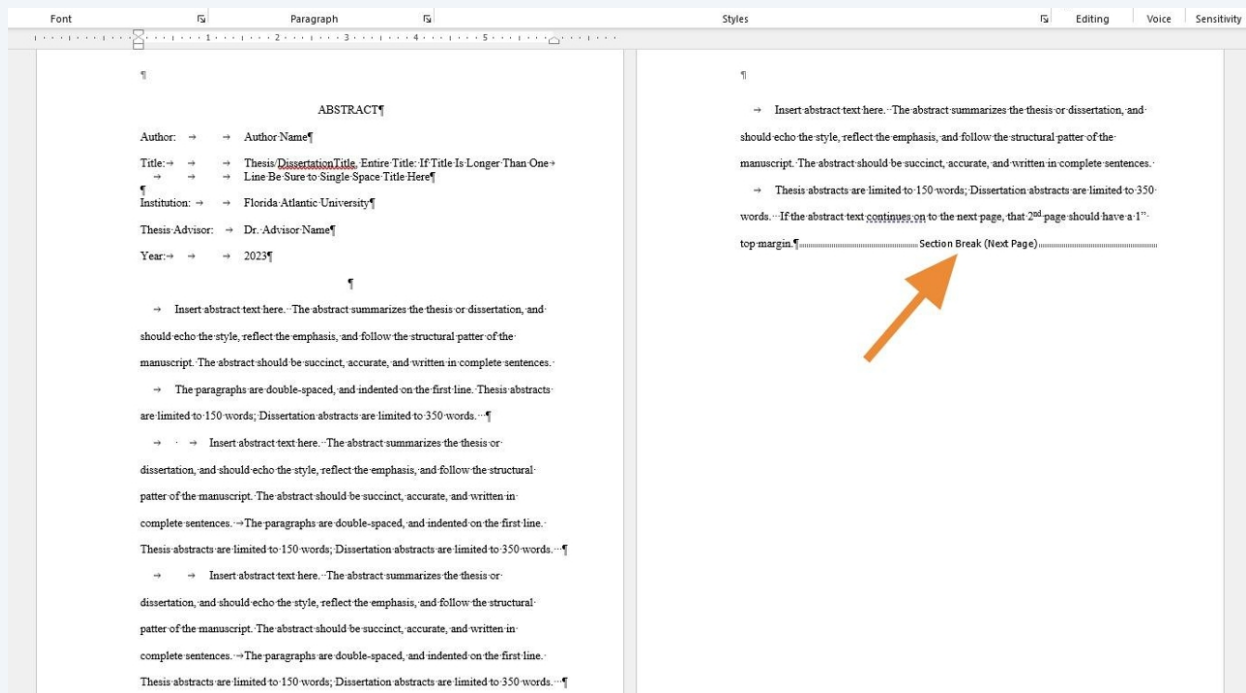 Font Paragraph Styles Editing Voice Sensitivity
1 2 3 4 5
¶
ABSTRACT¶
Author: → → Author·Name¶
Title:→ → → Thesis/DissertationTitle, Entire Title: If Title Is Longer Than One→
→ → → Line·Be·Sure·to·Single·Space·Title·Here¶
¶
Institution: → → Florida·Atlantic·University¶
Thesis·Advisor: → Dr.·Advisor·Name¶
Year:→ → → 2023¶
¶
→ Insert·abstract·text·here.··The·abstract·summarizes·the·thesis·or·dissertation,·and·
should·echo·the·style,·reflect·the·emphasis,·and·follow·the·structural·patter·of·the·
manuscript.·The·abstract·should·be·succinct,·accurate,·and·written·in·complete·sentences.·
→ The·paragraphs·are·double-spaced,·and·indented·on·the·first·line.·Thesis·abstracts·
are·limited·to·150·words;·Dissertation·abstracts·are·limited·to·350·words.···¶
→ · → Insert·abstract·text·here.··The·abstract·summarizes·the·thesis·or·
dissertation,·and·should·echo·the·style,·reflect·the·emphasis,·and·follow·the·structural·
patter·of·the·manuscript.·The·abstract·should·be·succinct,·accurate,·and·written·in·
complete·sentences.·→The·paragraphs·are·double-spaced,·and·indented·on·the·first·line.·
Thesis·abstracts·are·limited·to·150·words;·Dissertation·abstracts·are·limited·to·350·words.···¶
→ → Insert·abstract·text·here.··The·abstract·summarizes·the·thesis·or·
dissertation,·and·should·echo·the·style,·reflect·the·emphasis,·and·follow·the·structural·
patter·of·the·manuscript.·The·abstract·should·be·succinct,·accurate,·and·written·in·
complete·sentences.·→The·paragraphs·are·double-spaced,·and·indented·on·the·first·line.·
Thesis·abstracts·are·limited·to·150·words;·Dissertation·abstracts·are·limited·to·350·words.···¶
¶
→ Insert·abstract·text·here.··The·abstract·summarizes·the·thesis·or·dissertation,·and·
should·echo·the·style,·reflect·the·emphasis,·and·follow·the·structural·patter·of·the·
manuscript.·The·abstract·should·be·succinct,·accurate,·and·written·in·complete·sentences.·
→ Thesis·abstracts·are·limited·to·150·words;·Dissertation·abstracts·are·limited·to·350·
words.···If·the·abstract·text·continues·on·to·the·next·page,·that·2nd·page·should·have·a·1”·
top·margin.¶ Section Break (Next Page)